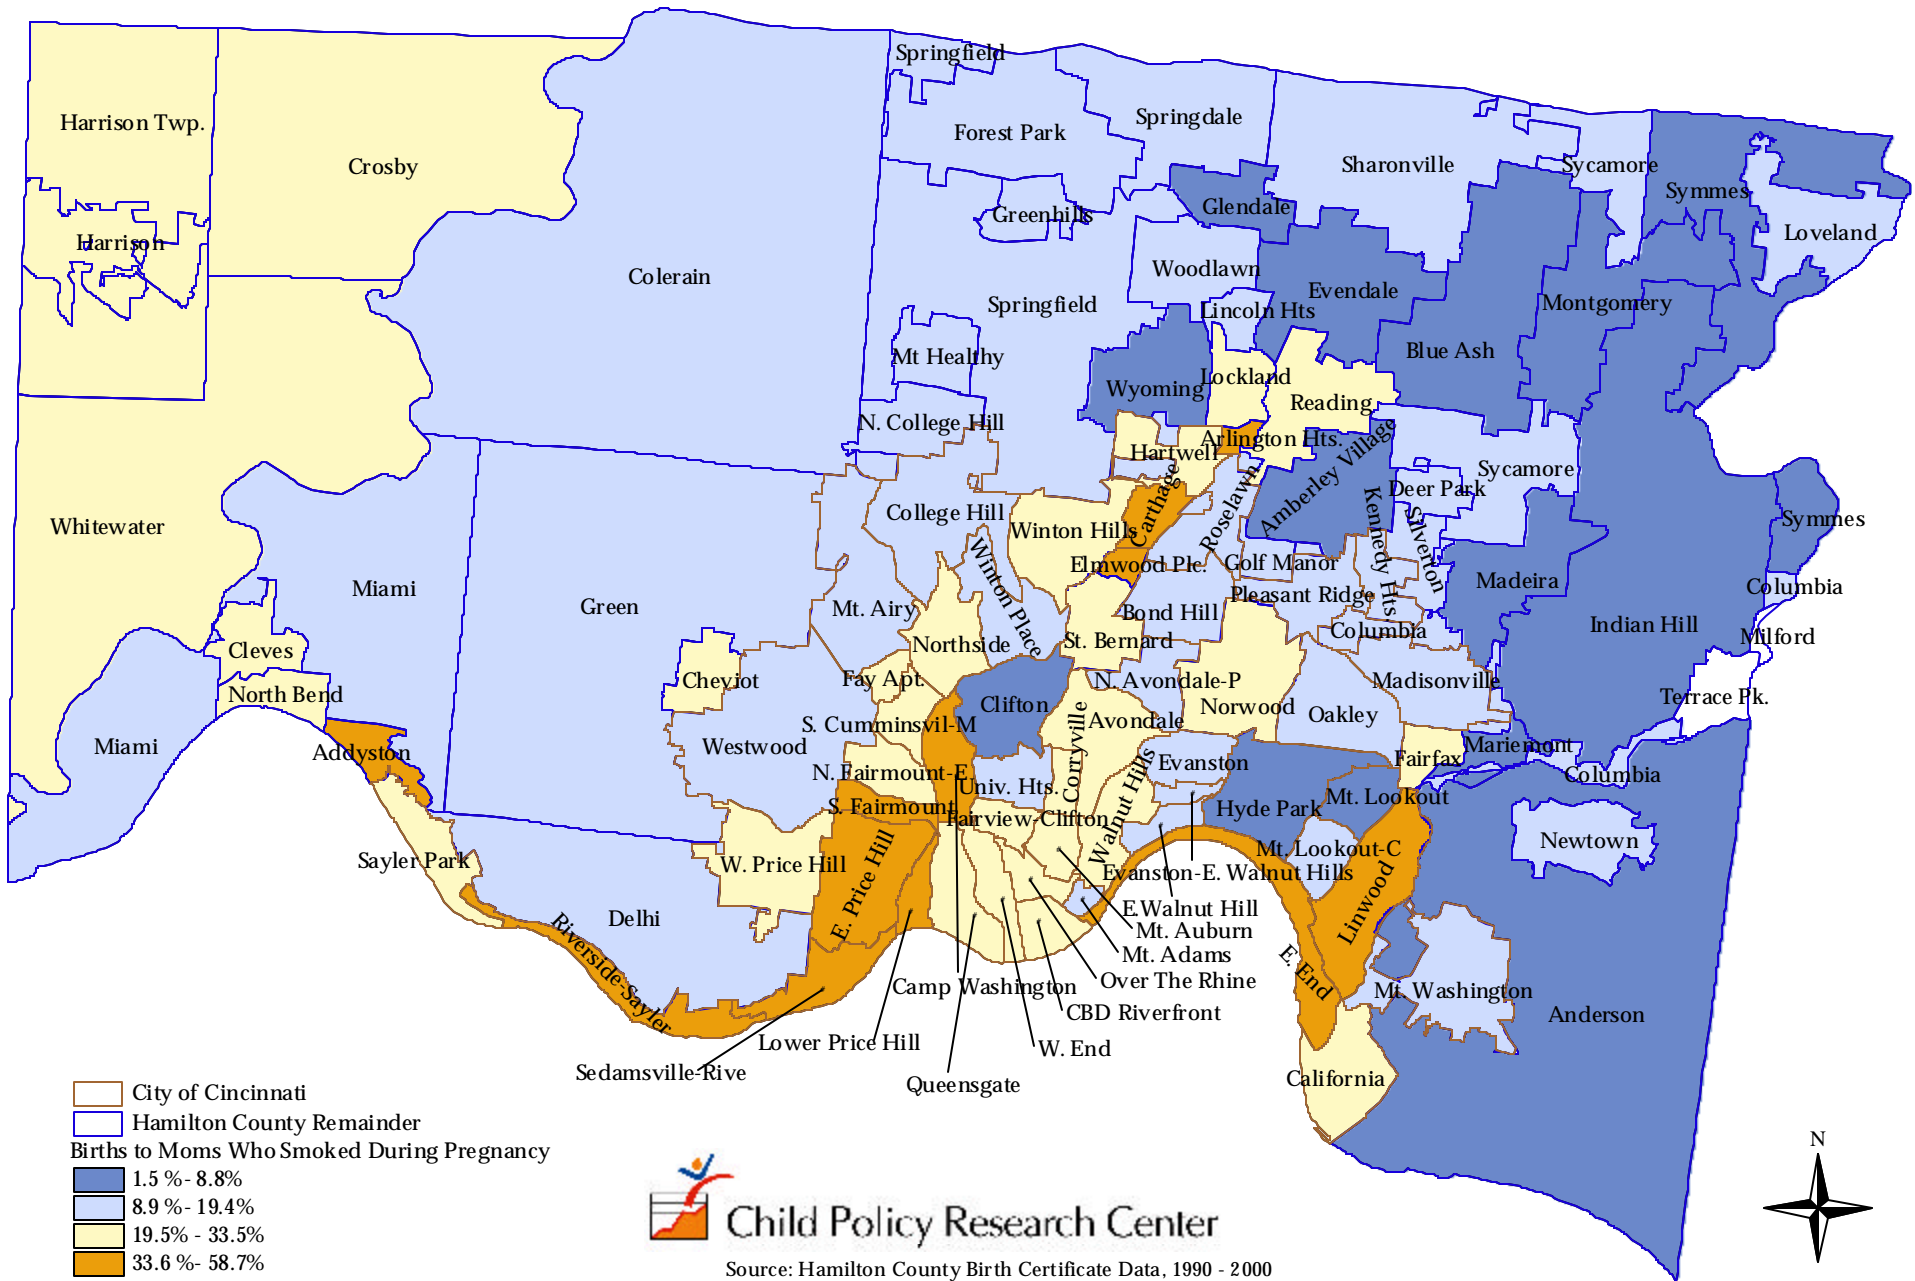 Springfield
Harrison Twp.
Crosby
Forest Park
Springdale
Sharonville
Sycamore
Symmes
Greenhills
Glendale
Loveland
Harrison
Colerain
Woodlawn
Evendale
Springfield
Lincoln Hts
Montgomery
Mt Healthy
Blue Ash
Wyoming
Lockland
Reading
N. College Hill
Arlington Hts.
Hartwell
Sycamore
Amberley Village
Deer Park
Carthage
Roselawn
Kennedy Hts
Silverton
Whitewater
College Hill
Winton Hills
Symmes
Elmwood Plc.
Golf Manor
Madeira
Miami
Columbia
Green
Mt. Airy
Winton Place
Bond Hill
Pleasant Ridge
Indian Hill
Columbia
Milford
Northside
St. Bernard
Cleves
Cheviot
Fay Apt.
N. Avondale-P
Madisonville
North Bend
Terrace Pk.
Clifton
Norwood
Oakley
S. Cumminsvil-M
Avondale
Corryville
Miami
Addyston
Westwood
Mariemont
Fairfax
Evanston
N. Fairmount-E.
Univ. Hts.
Walnut Hills
Columbia
Mt. Lookout
S. Fairmount
Hyde Park
Fairview-Clifton
Newtown
Mt. Lookout-C
Sayler Park
W. Price Hill
E. Price Hill
Evanston-E. Walnut Hills
Linwood
E.Walnut Hill
Delhi
Mt. Auburn
Mt. Adams
Riverside-Sayler
E. End
Over The Rhine
Camp Washington
Mt. Washington
CBD Riverfront
Anderson
Lower Price Hill
W. End
Sedamsville-Rive
Queensgate
California
City of Cincinnati
Hamilton County Remainder
Births to Moms Who Smoked During Pregnancy
1.5 %- 8.8%
8.9 %- 19.4%
19.5% - 33.5%
33.6 %- 58.7%
N
Child Policy Research Center
Source: Hamilton County Birth Certificate Data, 1990 - 2000